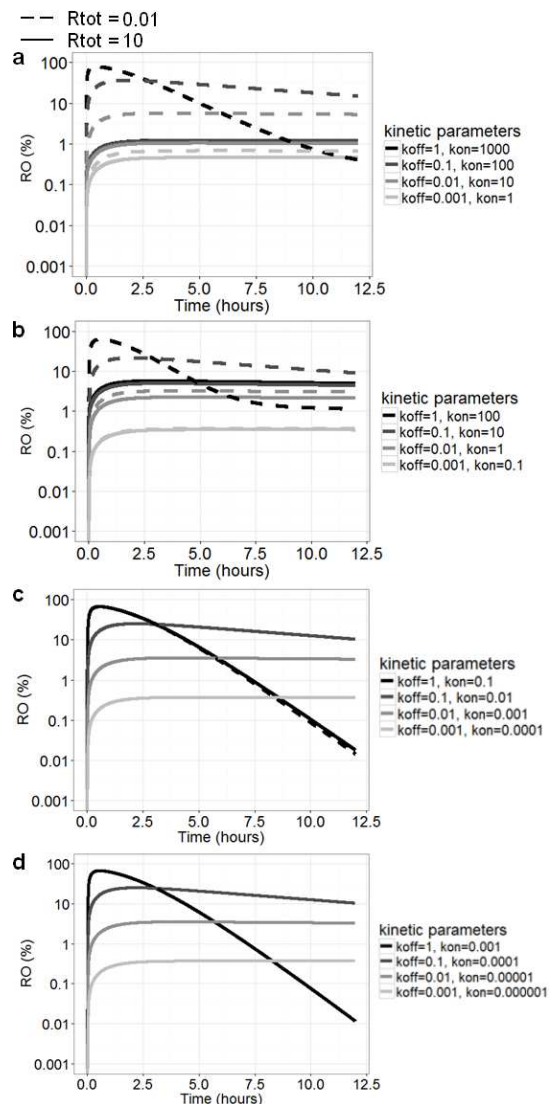 Rtot = 0.01
Rtot = 10
a
RO (%)
100
10
1
0.1
0.001
0.0 2.5 5.0 7.5 10.0 12.5
Time (hours)
kinetic parameters
koff=1, kon=1000
koff=0.1, kon=100
koff=0.01, kon=10
koff=0.001, kon=1
b
RO (%)
100
10
1
0.1
0.01
0.001
0.0 2.5 5.0 7.5 10.0 12.5
Time (hours)
kinetic parameters
koff=1, kon=100
koff=0.1, kon=10
koff=0.01, kon=1
koff=0.001, kon=0.1
c
RO (%)
100
10
1
0.1
0.01
0.001
0.0 2.5 5.0 7.5 10.0 12.5
Time (hours)
kinetic parameters
koff=1, kon=0.1
koff=0.1, kon=0.01
koff=0.01, kon=0.001
koff=0.001, kon=0.0001
d
RO (%)
100
10
1
0.1
0.01
0.001
0.0 2.5 5.0 7.5 10.0 12.5
Time (hours)
kinetic parameters
koff=1, kon=0.001
koff=0.1, kon=0.0001
koff=0.01, kon=0.00001
koff=0.001, kon=0.000001